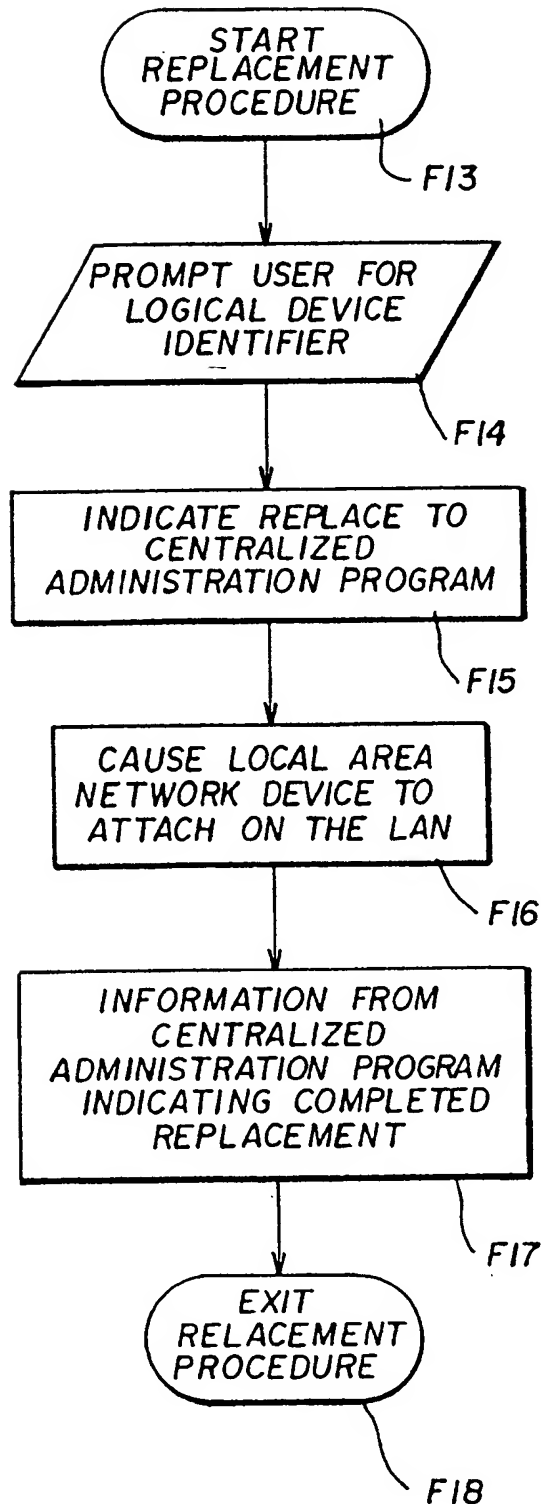 START
REPLACEMENT
PROCEDURE
F13
PROMPT USER FOR
LOGICAL DEVICE
IDENTIFIER
F14
INDICATE REPLACE TO
CENTRALIZED
ADMINISTRATION PROGRAM
F15
CAUSE LOCAL AREA
NETWORK DEVICE TO
ATTACH ON THE LAN
F16
INFORMATION FROM
CENTRALIZED
ADMINISTRATION PROGRAM
INDICATING COMPLETED
REPLACEMENT
F17
EXIT
RELACEMENT
PROCEDURE
F18